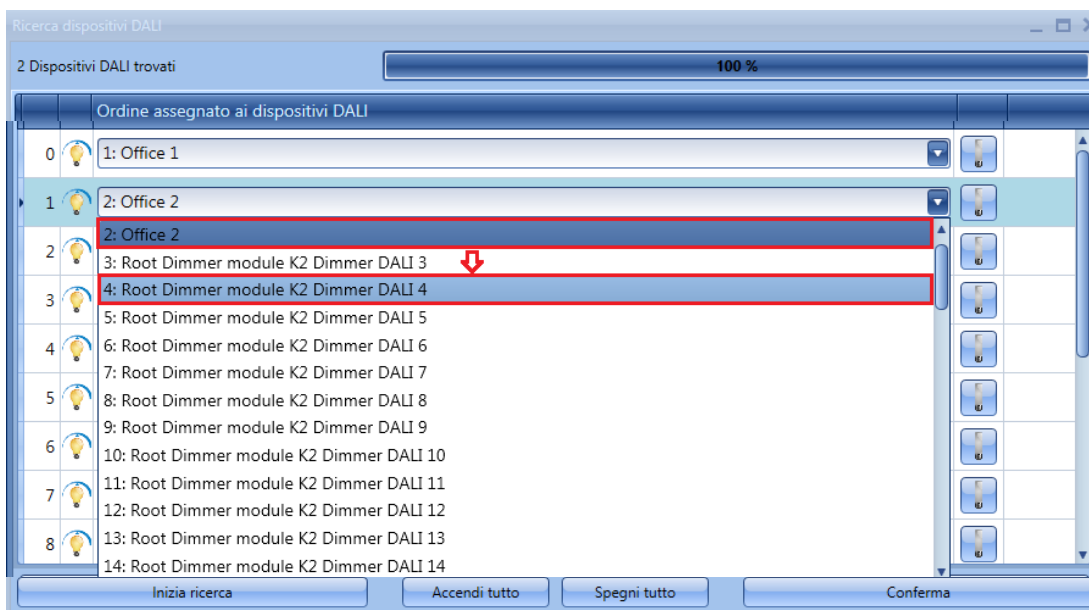 Ricerca dispositivi DALI
2 Dispositivi DALI trovati
100 %
Ordine assegnato ai dispositivi DALI
0 1: Office 1
1 2: Office 2
2: Office 2
2
3: Root Dimmer module K2 Dimmer DALI 3
4: Root Dimmer module K2 Dimmer DALI 4
3
5: Root Dimmer module K2 Dimmer DALI 5
4 6: Root Dimmer module K2 Dimmer DALI 6
7: Root Dimmer module K2 Dimmer DALI 7
5 8: Root Dimmer module K2 Dimmer DALI 8
9: Root Dimmer module K2 Dimmer DALI 9
6 10: Root Dimmer module K2 Dimmer DALI 10
11: Root Dimmer module K2 Dimmer DALI 11
7
12: Root Dimmer module K2 Dimmer DALI 12
8 13: Root Dimmer module K2 Dimmer DALI 13
14: Root Dimmer module K2 Dimmer DALI 14
Inizia ricerca Accendi tutto Spegni tutto Conferma